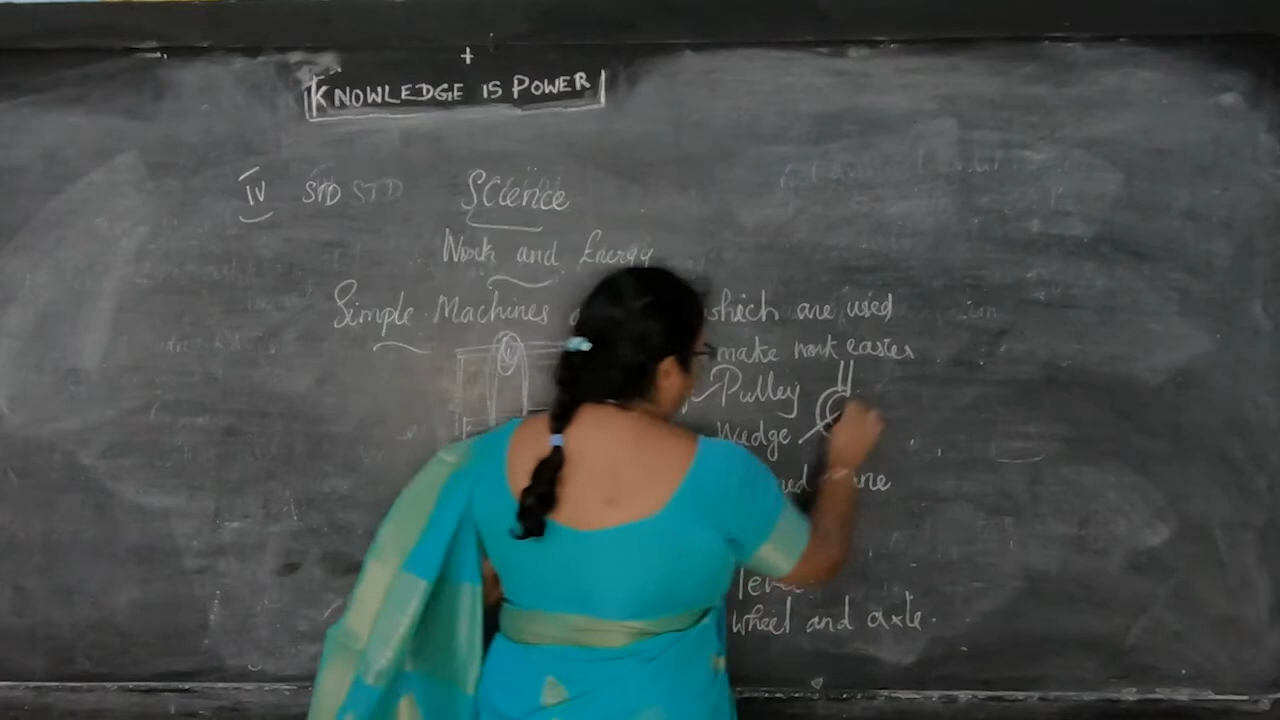 KNOWLEDGE IS POWER
IV STD STD Science
Work and Energy
Simple Machines which are used
make work easier
Pulley
Wedge
wheel and axle.